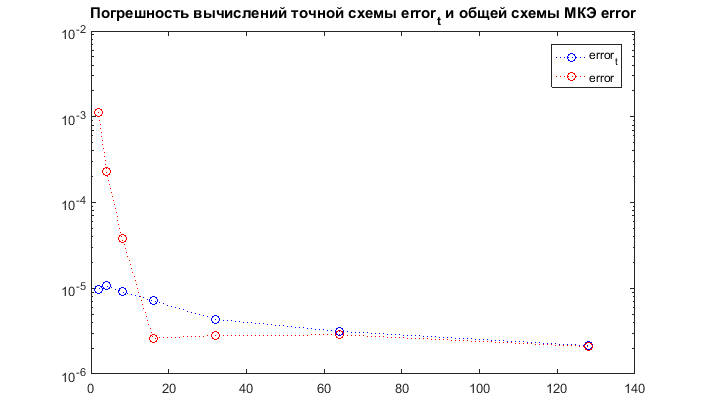 Погрешность вычислений точной схемы error_t и общей схемы МКЭ error
10^-2
10^-3
10^-4
10^-5
10^-6
0 20 40 60 80 100 120 140
error_t
error